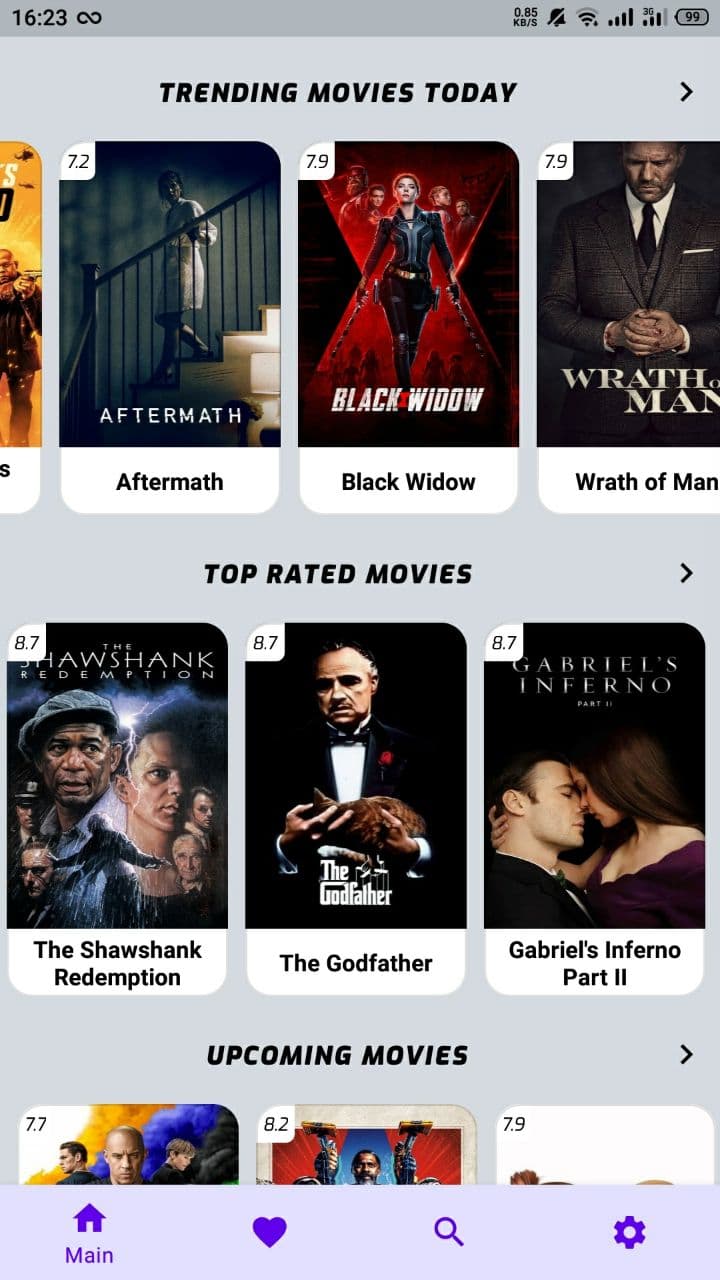 16:23
0.85
KB/S
3G
99
TRENDING MOVIES TODAY
S
s
7.2
AFTERMATH
Aftermath
7.9
BLACK WIDOW
Black Widow
7.9
WRATH
MAN
Wrath of Man
TOP RATED MOVIES
8.7
THE
SHAWSHANK
REDEMPTION
The Shawshank
Redemption
8.7
The
Godfather
The Godfather
8.7
GABRIEL'S
INFERNO
PART II
Gabriel's Inferno
Part II
UPCOMING MOVIES
7.7
8.2
7.9
Main